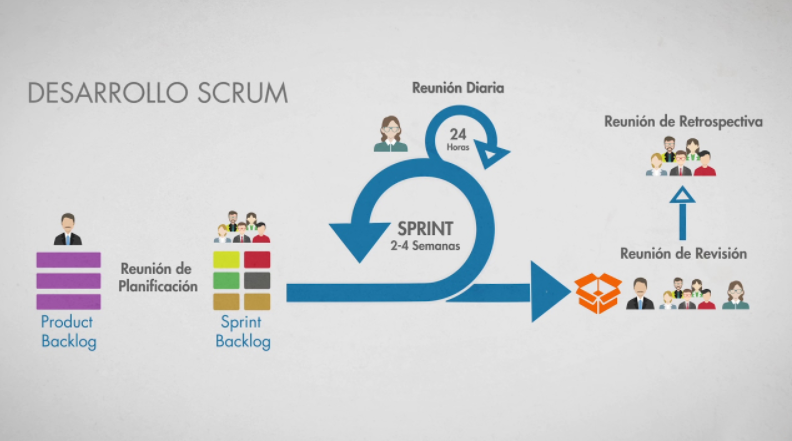 DESARROLLO SCRUM
Reunión Diaria
24
Horas
SPRINT
2-4 Semanas
Reunión de
Planificación
Product
Backlog
Sprint
Backlog
Reunión de Retrospectiva
Reunión de Revisión